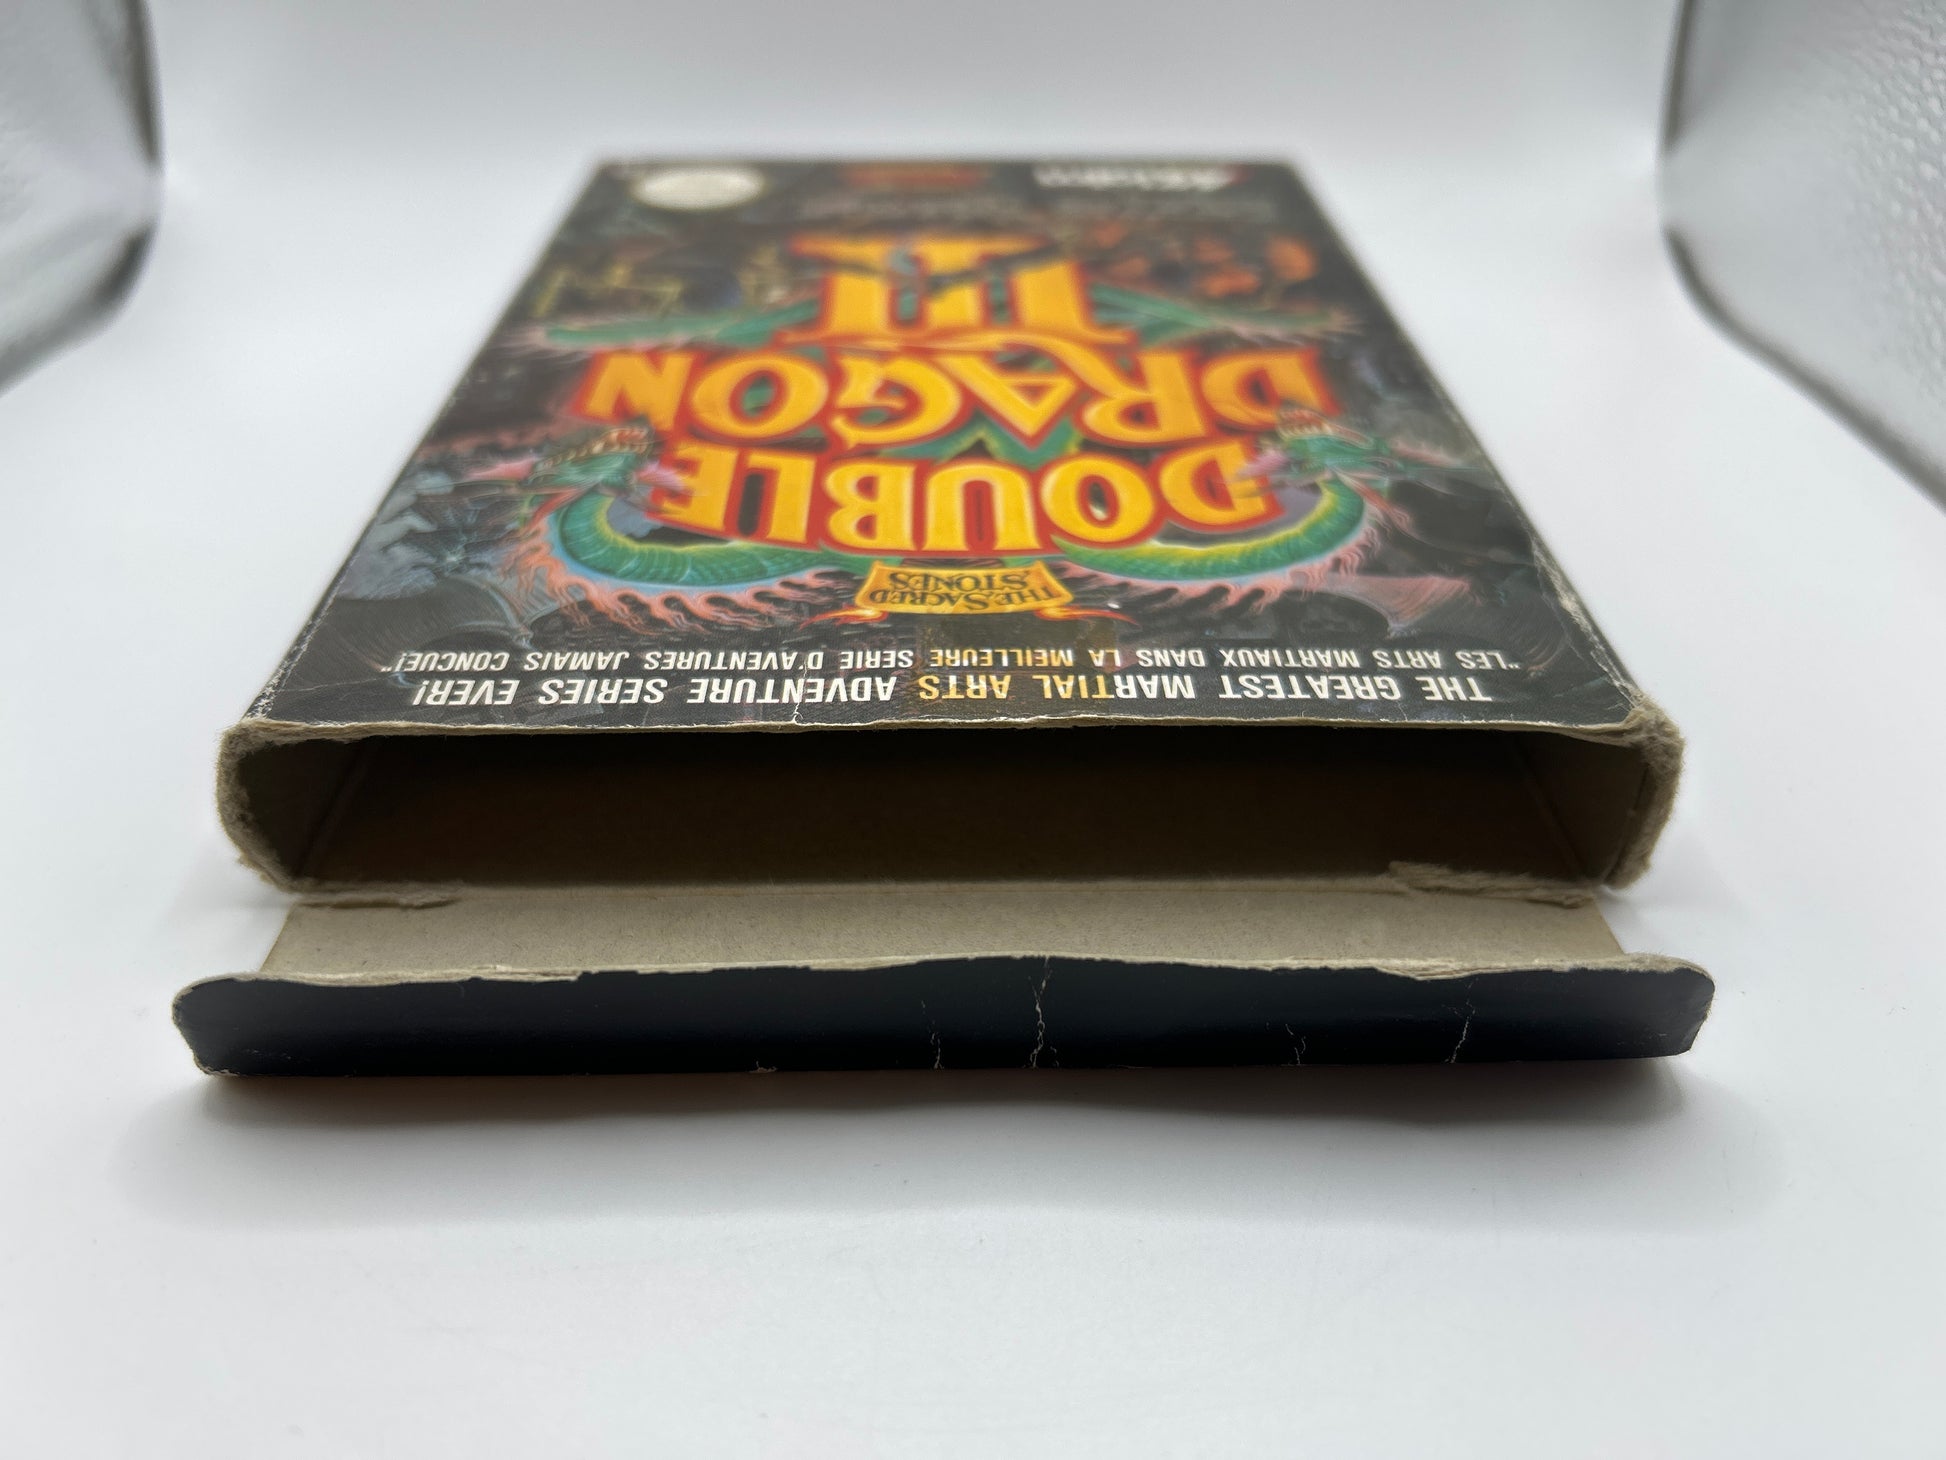 THE GREATEST MARTIAL ARTS ADVENTURE SERIES EVER!
"LES ARTS MARTIAUX DANS LA MEILLEURE SERIE D'AVENTURES JAMAIS CONCUE!"
THE SACRED
STONES
DOUBLE
DRAGON
III